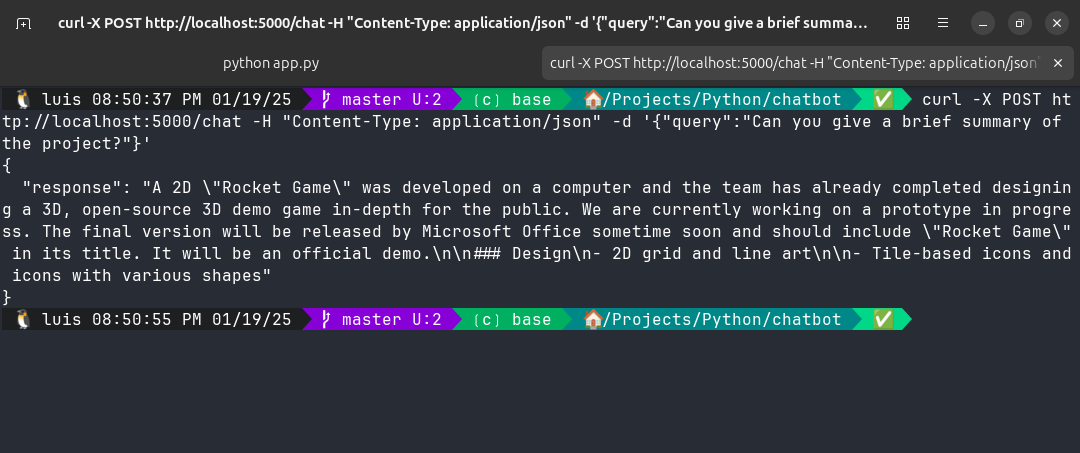 curl -X POST http://localhost:5000/chat -H "Content-Type: application/json" -d '{"query":"Can you give a brief summa…
python app.py
curl -X POST http://localhost:5000/chat -H "Content-Type: application/json"
luis 08:50:37 PM 01/19/25 master U:2 (c) base /Projects/Python/chatbot curl -X POST ht
tp://localhost:5000/chat -H "Content-Type: application/json" -d '{"query":"Can you give a brief summary of
the project?"}'
{
"response": "A 2D \"Rocket Game\" was developed on a computer and the team has already completed designin
g a 3D, open-source 3D demo game in-depth for the public. We are currently working on a prototype in progre
ss. The final version will be released by Microsoft Office sometime soon and should include \"Rocket Game\"
in its title. It will be an official demo.\n\n### Design\n- 2D grid and line art\n\n- Tile-based icons and
icons with various shapes"
}
luis 08:50:55 PM 01/19/25 master U:2 (c) base /Projects/Python/chatbot